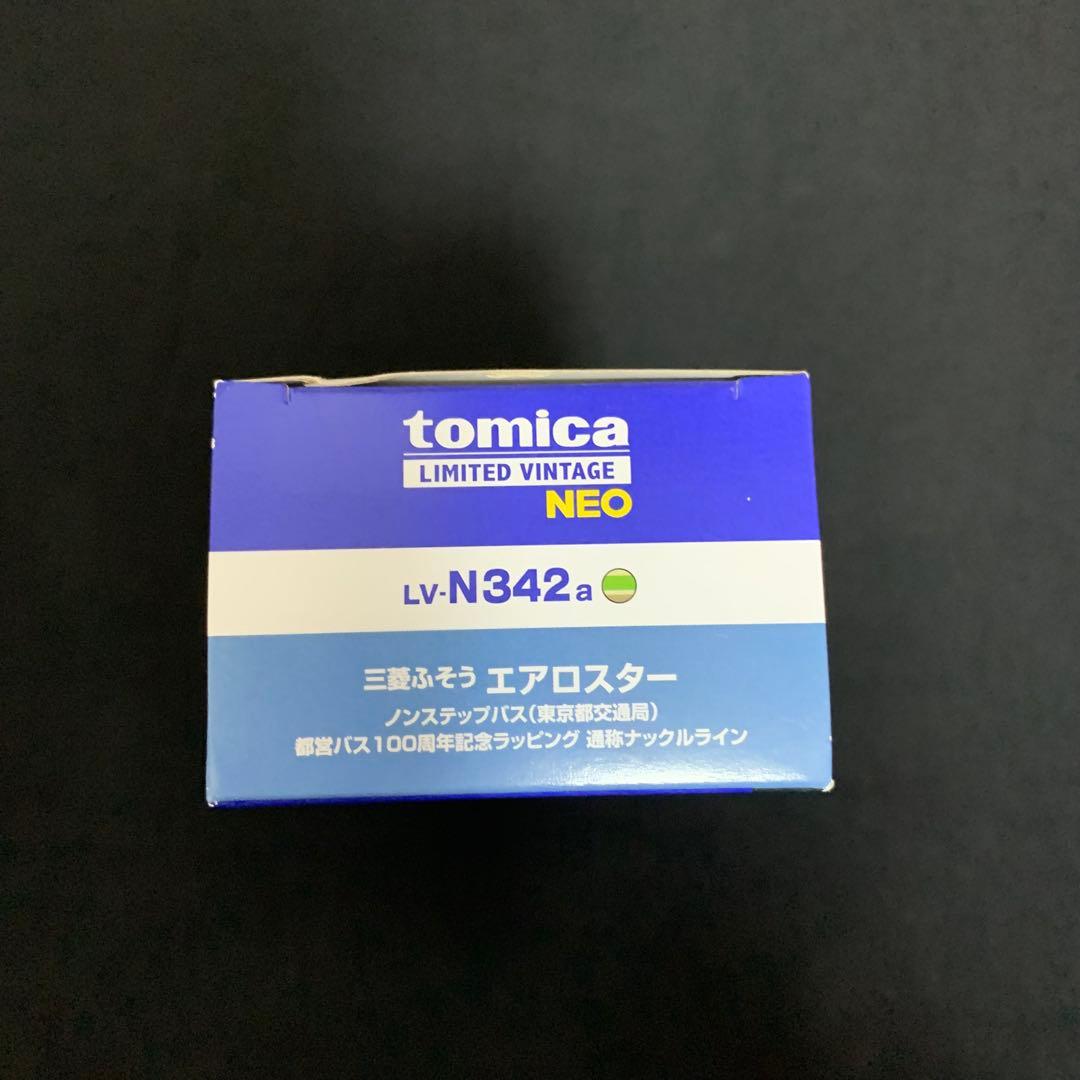 tomica
LIMITED VINTAGE
NEO
LV-N342a
三菱ふそう エアロスター
ノンステップバス(東京都交通局)
都営バス100周年記念ラッピング 通称ナックルライン